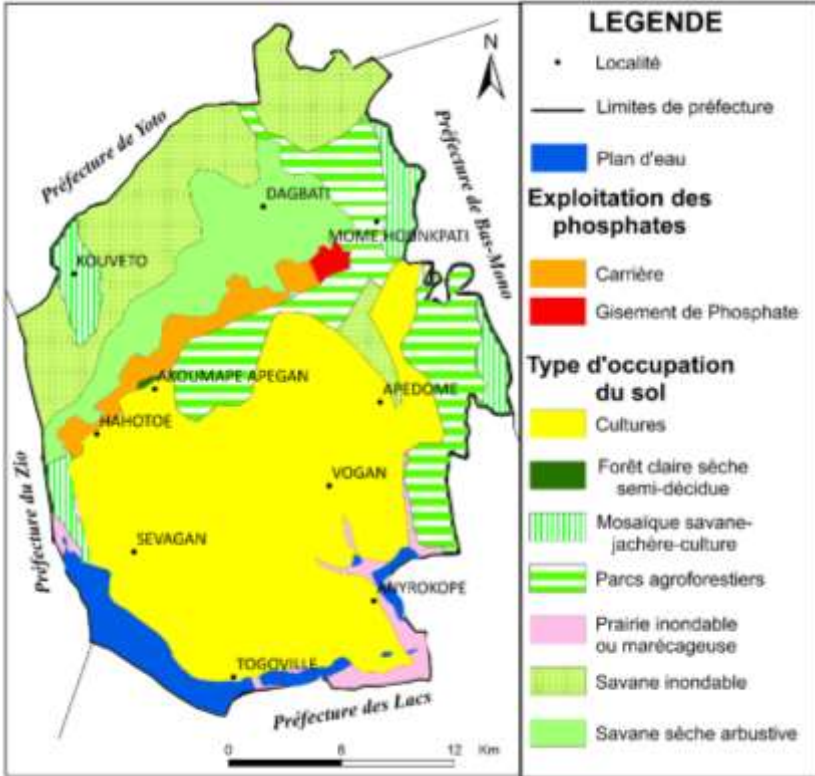 N
Préfecture de Yoto
Préfecture de Bas-Mono
DAGBATI
MOME HOUNKPATI
KOUVETO
AKOUMAPE APEGAN
APEDOME
HAHOTOE
VOGAN
Préfecture du Zio
SEVAGAN
ANYROKOPE
TOGOVILLE
Préfecture des Lacs
0 6 12 Km
LEGENDE
Localité
Limites de préfecture
Plan d'eau
Exploitation des
phosphates
Carrière
Gisement de Phosphate
Type d'occupation
du sol
Cultures
Forêt claire sèche
semi-décidue
Mosaïque savane-
jachère-culture
Parcs agroforestiers
Prairie inondable
ou marécageuse
Savane inondable
Savane sèche arbustive